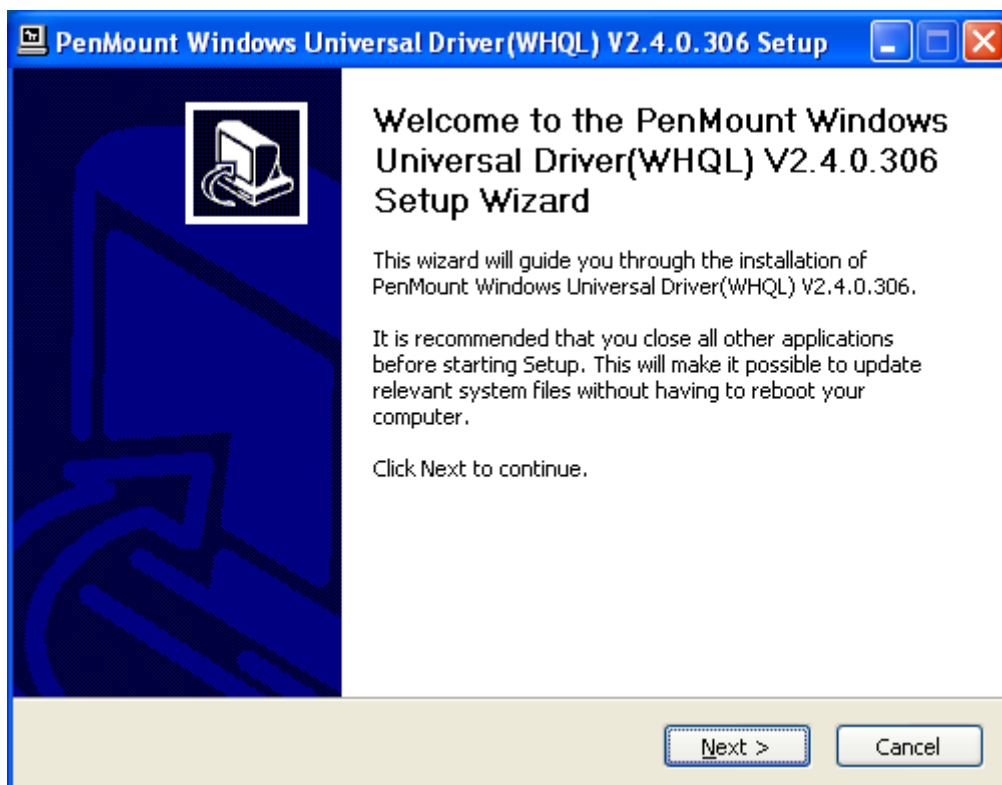 PenMount Windows Universal Driver(WHQL) V2.4.0.306 Setup
Welcome to the PenMount Windows
Universal Driver(WHQL) V2.4.0.306
Setup Wizard
This wizard will guide you through the installation of
PenMount Windows Universal Driver(WHQL) V2.4.0.306.
It is recommended that you close all other applications
before starting Setup. This will make it possible to update
relevant system files without having to reboot your
computer.
Click Next to continue.
Next >
Cancel